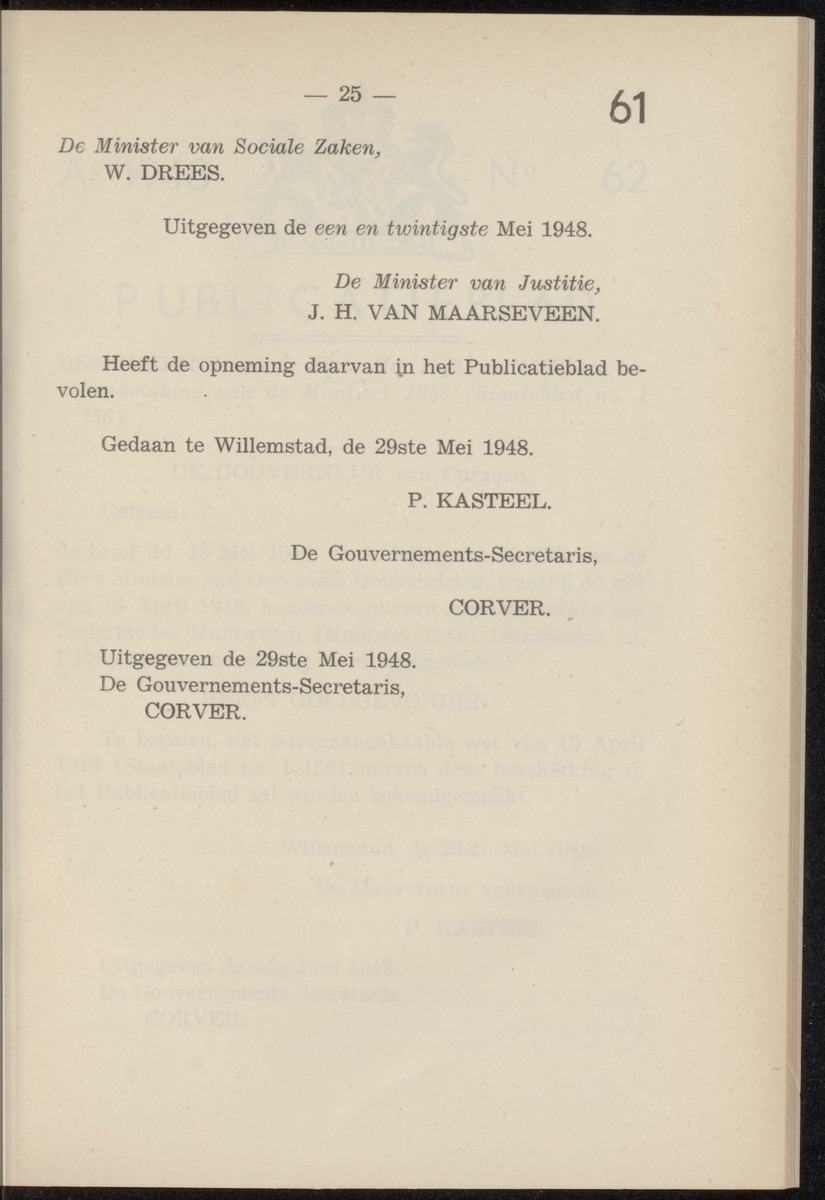 — 25 —
61
De Minister van Sociale Zaken,
W. DREES.
Uitgegeven de een en twintigste Mei 1948.
De Minister van Justitie,
J. H. VAN MAARSEVEEN.
Heeft de opneming daarvan in het Publicatieblad be-
volen.
Gedaan te Willemstad, de 29ste Mei 1948.
P. KASTEEL.
De Gouvernements-Secretaris,
CORVER.
Uitgegeven de 29ste Mei 1948.
De Gouvernements-Secretaris,
CORVER.